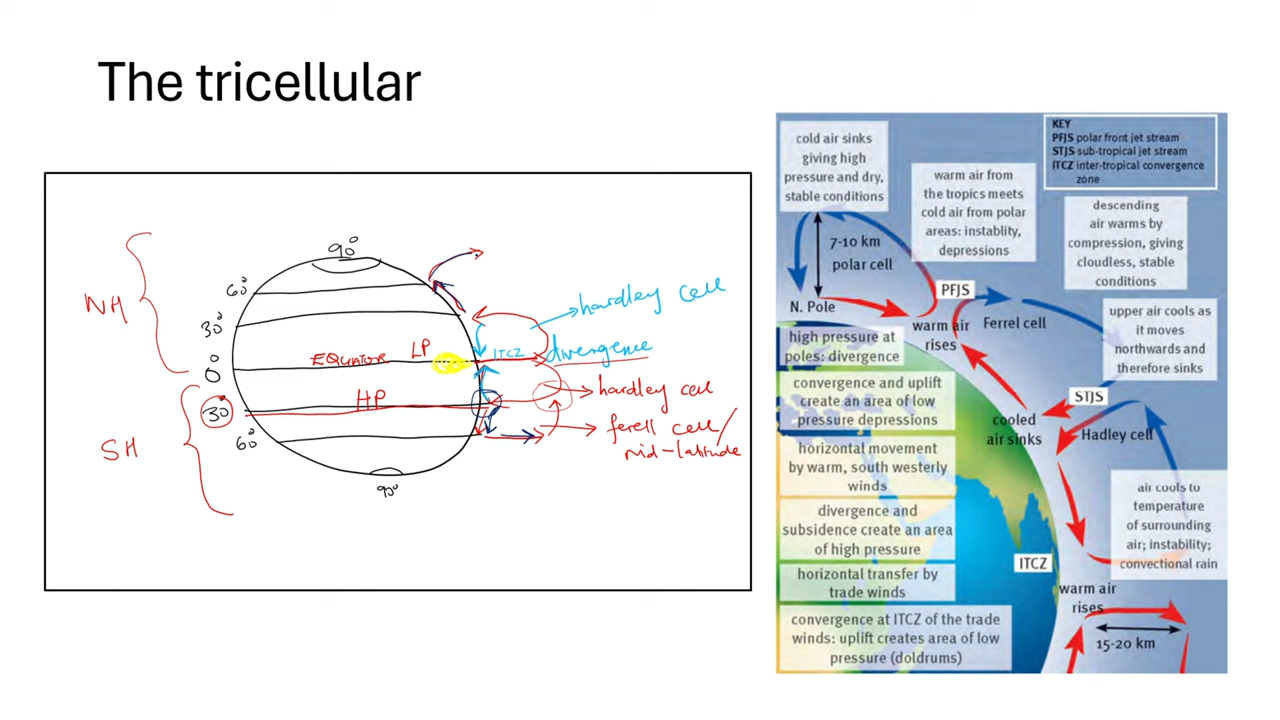 The tricellular
90°
60°
30°
0°
30°
60°
90°
NH
SH
EQUATOR
LP
HP
ITCZ
hardley cell
divergence
hardley cell
ferell cell/
mid-latitude
KEY
PFJS polar front jet stream
STJS sub-tropical jet stream
ITCZ inter-tropical convergence
zone
cold air sinks
giving high
pressure and dry,
stable conditions
warm air from
the tropics meets
cold air from polar
areas: instablity,
depressions
descending
air warms by
compression, giving
cloudless, stable
conditions
7-10 km
polar cell
N. Pole
PFJS
warm air
rises
Ferrel cell
upper air cools as
it moves
northwards and
therefore sinks
high pressure at
poles: divergence
convergence and uplift
create an area of low
pressure depressions
STJS
cooled
air sinks
Hadley cell
horizontal movement
by warm, south westerly
winds
air cools to
temperature
of surrounding
air; instability;
convectional rain
divergence and
subsidence create an area
of high pressure
ITCZ
horizontal transfer by
trade winds
warm air
rises
convergence at ITCZ of the trade
winds: uplift creates area of low
pressure (doldrums)
15-20 km